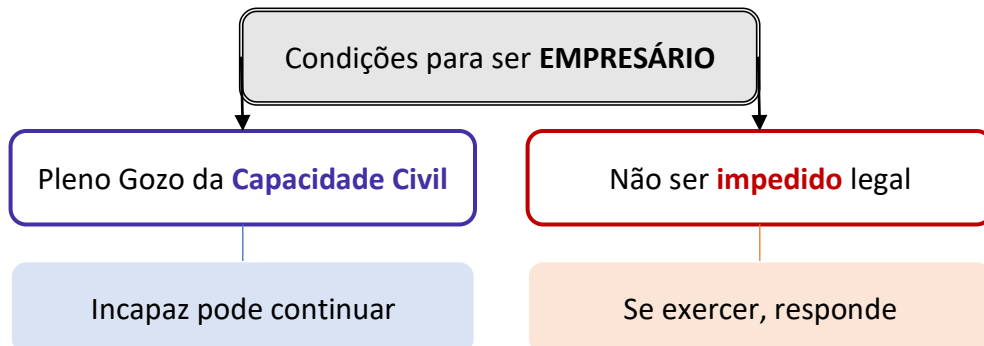 Condições para ser EMPRESÁRIO
Pleno Gozo da Capacidade Civil
Não ser impedido legal
Incapaz pode continuar
Se exercer, responde